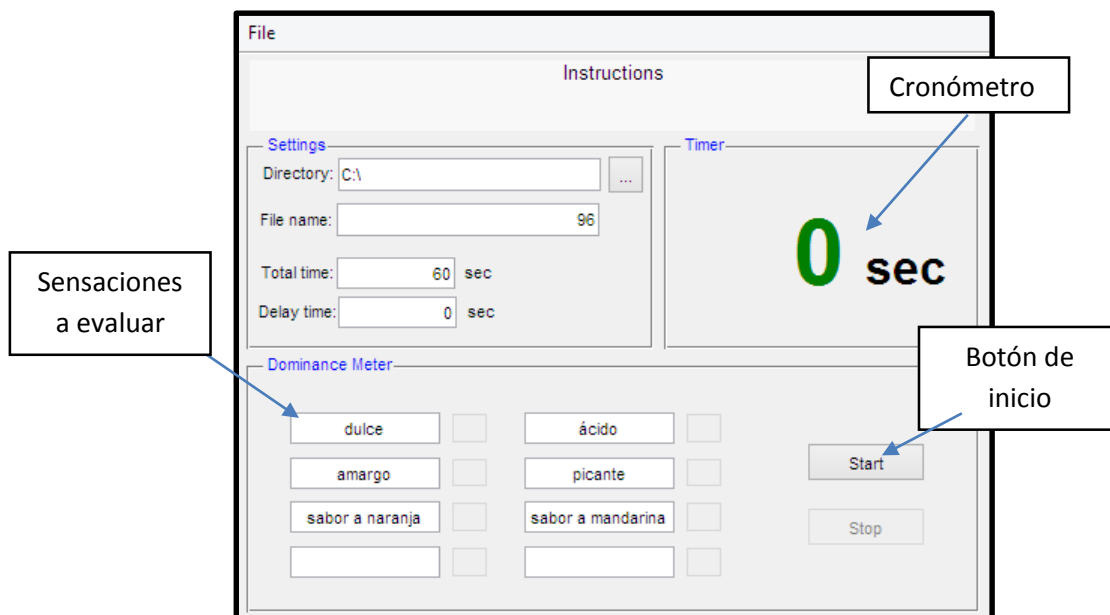 File
Instructions
Cronómetro
Settings
Timer
Directory: C:\ ...
File name: 96
0 sec
Total time: 60 sec
Sensaciones
a evaluar
Delay time: 0 sec
Botón de
inicio
Dominance Meter
dulce ácido
Start
amargo picante
sabor a naranja sabor a mandarina
Stop